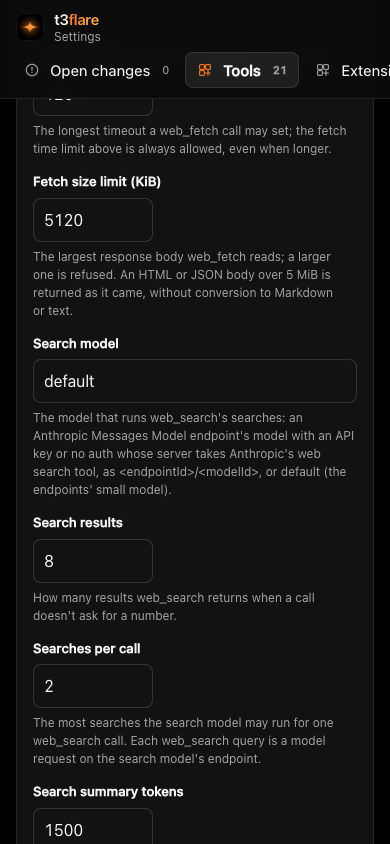 t3flare
Settings
Open changes 0
Tools 21
The longest timeout a web_fetch call may set; the fetch
time limit above is always allowed, even when longer.
Fetch size limit (KiB)
5120
The largest response body web_fetch reads; a larger
one is refused. An HTML or JSON body over 5 MiB is
returned as it came, without conversion to Markdown
or text.
Search model
default
The model that runs web_search's searches: an
Anthropic Messages Model endpoint's model with an API
key or no auth whose server takes Anthropic's web
search tool, as <endpointId>/<modelId>, or default (the
endpoints' small model).
Search results
8
How many results web_search returns when a call
doesn't ask for a number.
Searches per call
2
The most searches the search model may run for one
web_search call. Each web_search query is a model
request on the search model's endpoint.
Search summary tokens
1500